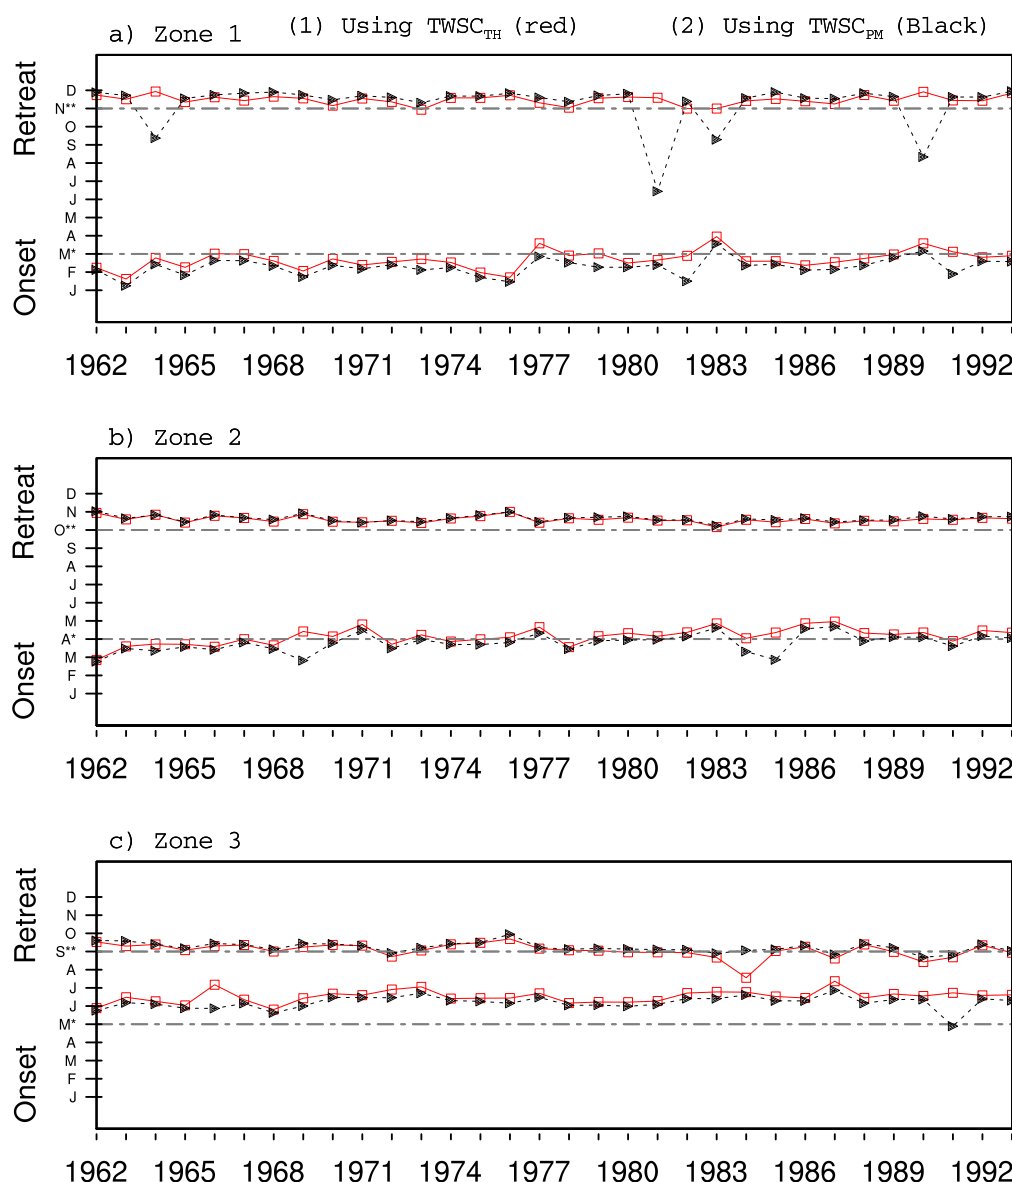 (1) Using TWSC_TH (red) (2) Using TWSC_PM (Black)
a) Zone 1
Retreat
Onset
D
N**
O
S
A
J
J
M
A
M*
F
J
1962 1965 1968 1971 1974 1977 1980 1983 1986 1989 1992
b) Zone 2
Retreat
Onset
D
N
O**
S
A
J
J
M
A*
M
F
J
1962 1965 1968 1971 1974 1977 1980 1983 1986 1989 1992
c) Zone 3
Retreat
Onset
D
N
O
S**
A
J
J
M*
A
M
F
J
1962 1965 1968 1971 1974 1977 1980 1983 1986 1989 1992